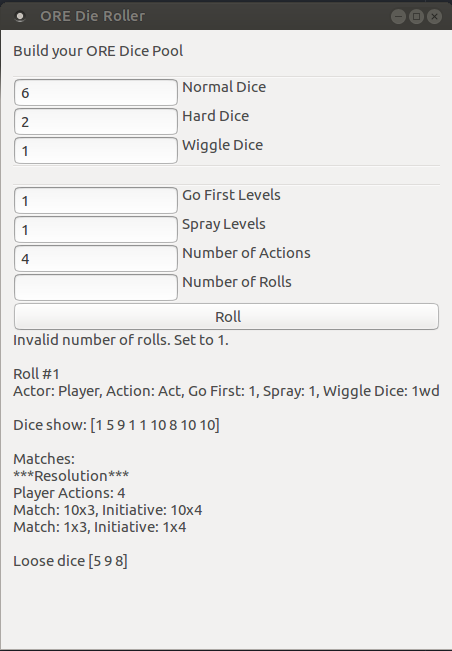 ORE Die Roller
Build your ORE Dice Pool
6 Normal Dice
2 Hard Dice
1 Wiggle Dice
1 Go First Levels
1 Spray Levels
4 Number of Actions
Number of Rolls
Roll
Invalid number of rolls. Set to 1.
Roll #1
Actor: Player, Action: Act, Go First: 1, Spray: 1, Wiggle Dice: 1wd
Dice show: [1 5 9 1 1 10 8 10 10]
Matches:
***Resolution***
Player Actions: 4
Match: 10x3, Initiative: 10x4
Match: 1x3, Initiative: 1x4
Loose dice [5 9 8]